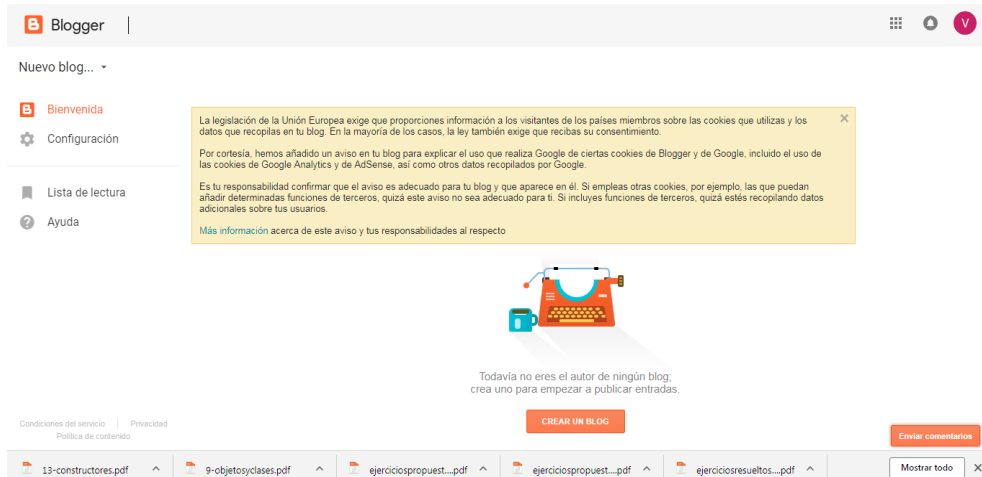 Blogger
V
Nuevo blog...
Bienvenida
Configuración
Lista de lectura
Ayuda
La legislación de la Unión Europea exige que proporciones información a los visitantes de los países miembros sobre las cookies que utilizas y los
datos que recopilas en tu blog. En la mayoría de los casos, la ley también exige que recibas su consentimiento.
Por cortesía, hemos añadido un aviso en tu blog para explicar el uso que realiza Google de ciertas cookies de Blogger y de Google, incluido el uso de
las cookies de Google Analytics y de AdSense, así como otros datos recopilados por Google.
Es tu responsabilidad confirmar que el aviso es adecuado para tu blog y que aparece en él. Si empleas otras cookies, por ejemplo, las que puedan
añadir determinadas funciones de terceros, quizá este aviso no sea adecuado para ti. Si incluyes funciones de terceros, quizá estés recopilando datos
adicionales sobre tus usuarios.
Más información acerca de este aviso y tus responsabilidades al respecto
Todavía no eres el autor de ningún blog;
crea uno para empezar a publicar entradas.
CREAR UN BLOG
Condiciones del servicio | Privacidad
Política de contenido
Enviar comentarios
13-constructores.pdf
9-objetosyclases.pdf
ejerciciospropuest....pdf
ejerciciospropuest....pdf
ejerciciosresueltos....pdf
Mostrar todo